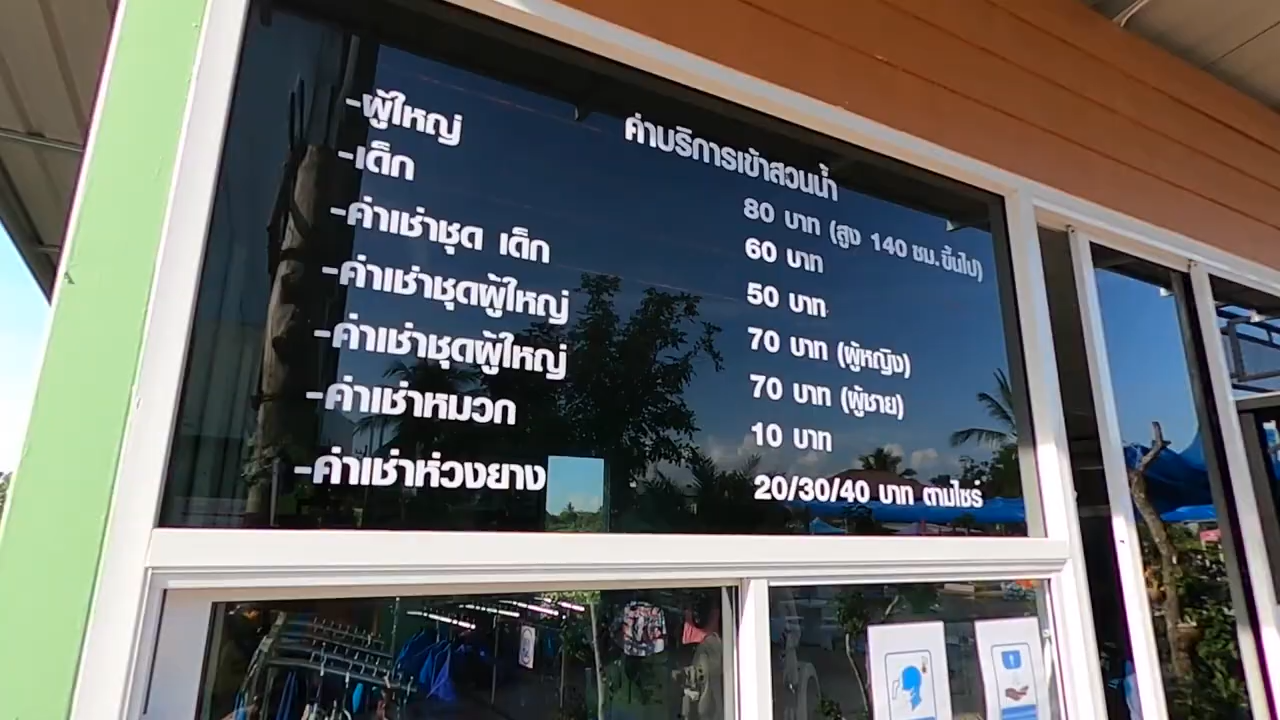 ค่าบริการเข้าสวนน้ำ
-ผู้ใหญ่ 80 บาท (สูง 140 ซม.ขึ้นไป)
-เด็ก 60 บาท
-ค่าเช่าชุด เด็ก 50 บาท
-ค่าเช่าชุดผู้ใหญ่ 70 บาท (ผู้หญิง)
-ค่าเช่าชุดผู้ใหญ่ 70 บาท (ผู้ชาย)
-ค่าเช่าหมวก 10 บาท
-ค่าเช่าห่วงยาง 20/30/40 บาท ตามไซร์